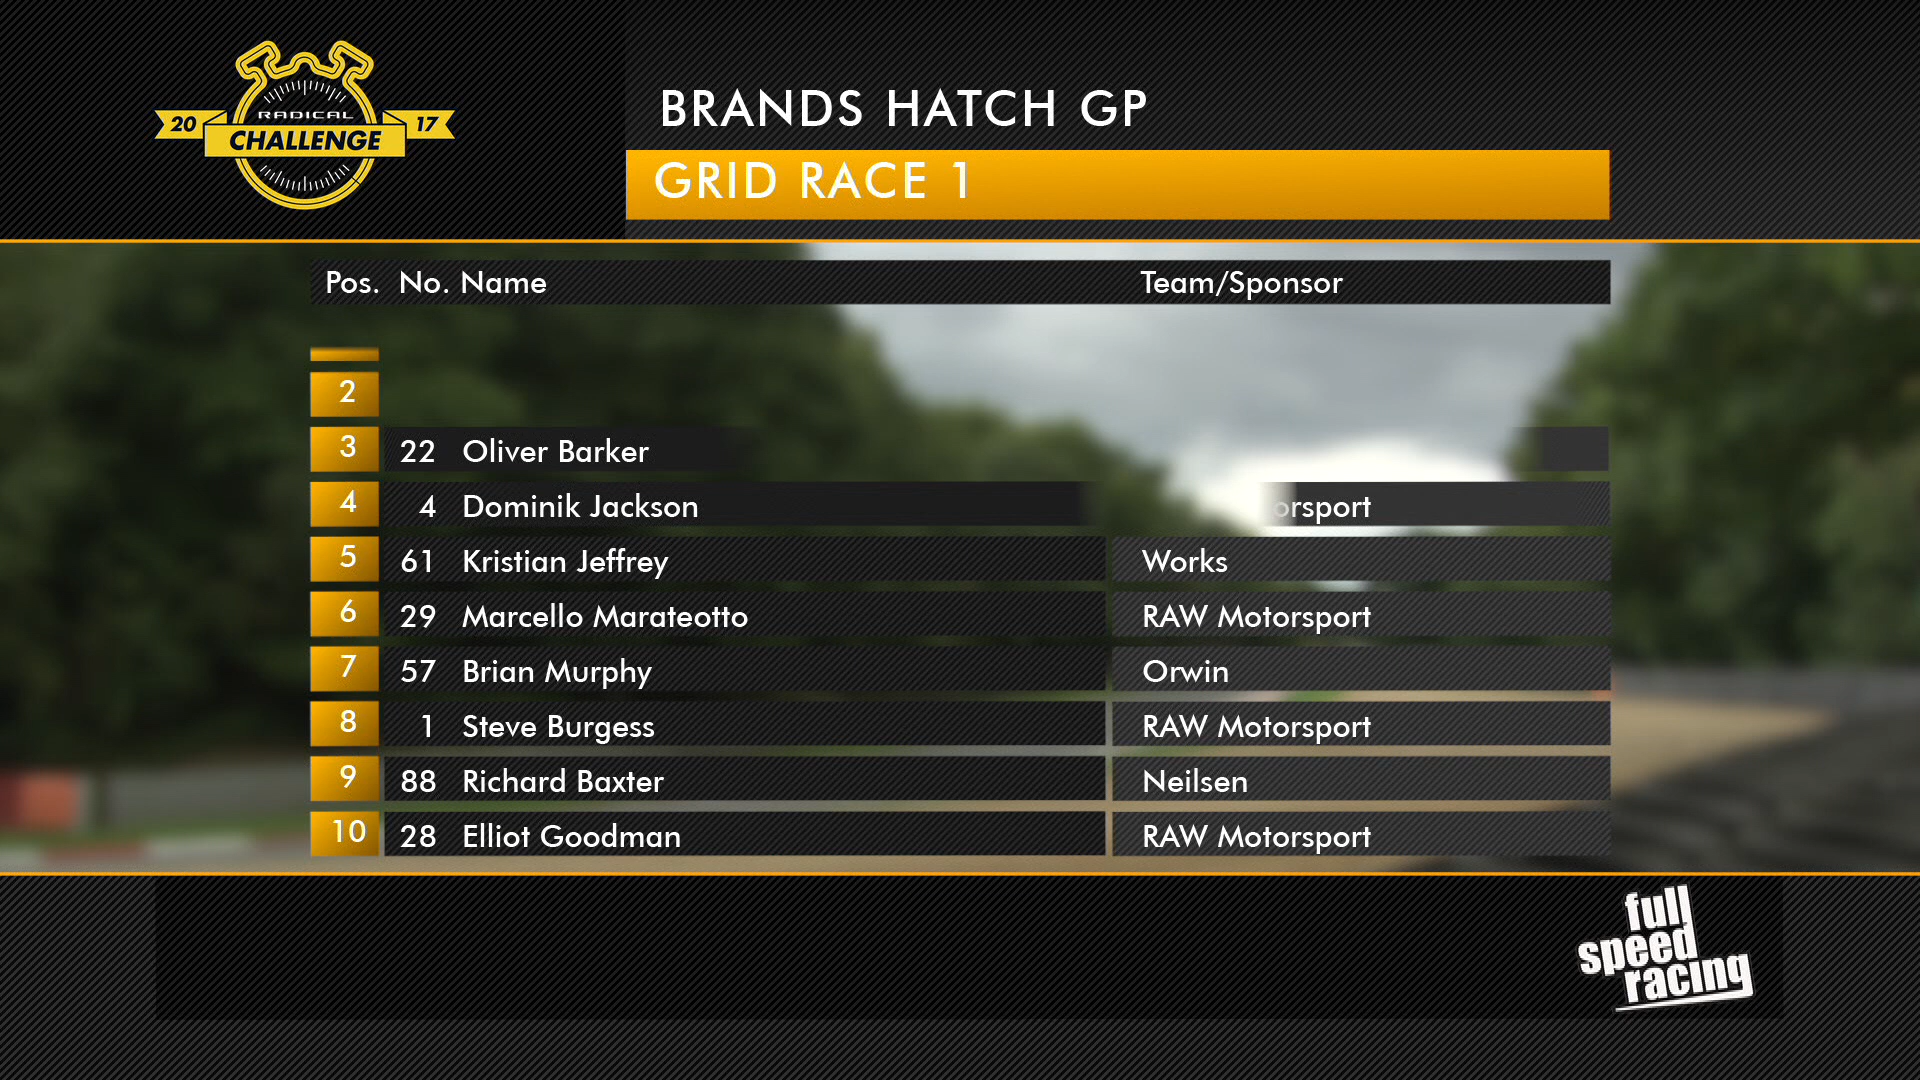 20 RADICAL CHALLENGE 17
BRANDS HATCH GP
GRID RACE 1
Pos. No. Name Team/Sponsor
2
3 22 Oliver Barker
4 4 Dominik Jackson orsport
5 61 Kristian Jeffrey Works
6 29 Marcello Marateotto RAW Motorsport
7 57 Brian Murphy Orwin
8 1 Steve Burgess RAW Motorsport
9 88 Richard Baxter Neilsen
10 28 Elliot Goodman RAW Motorsport
full
speed
racing